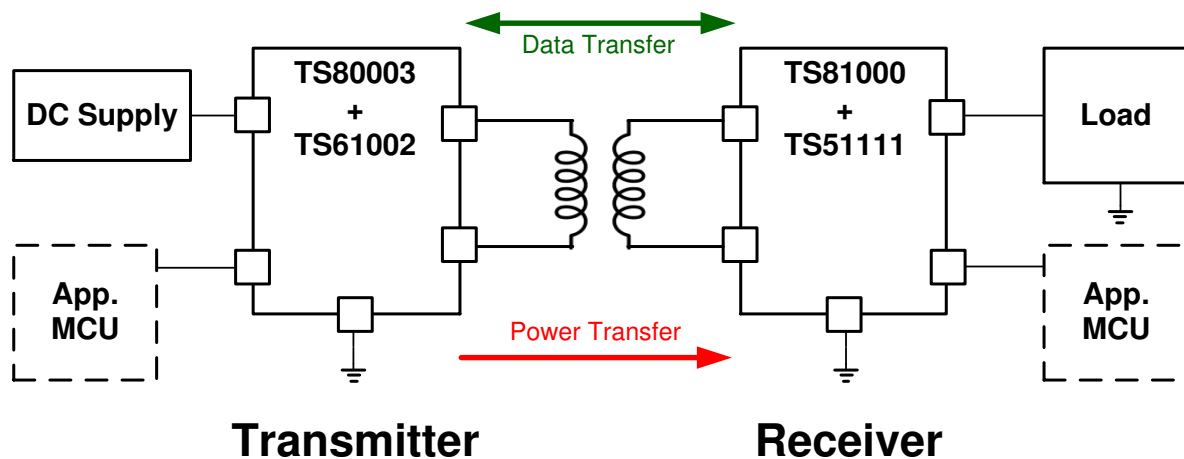 Data Transfer
DC Supply
TS80003
+
TS61002
TS81000
+
TS51111
Load
App.
MCU
App.
MCU
Power Transfer
Transmitter
Receiver